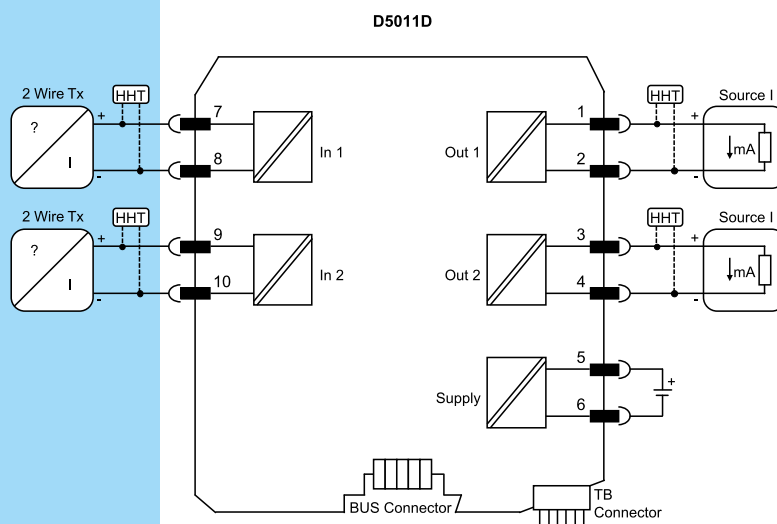 D5011D
2 Wire Tx
HHT
+
-
?
I
7
8
In 1
Out 1
1
2
HHT
Source I
+
-
mA
2 Wire Tx
HHT
+
-
?
I
9
10
In 2
Out 2
3
4
HHT
Source I
+
-
mA
Supply
5
6
+
BUS Connector
TB
Connector